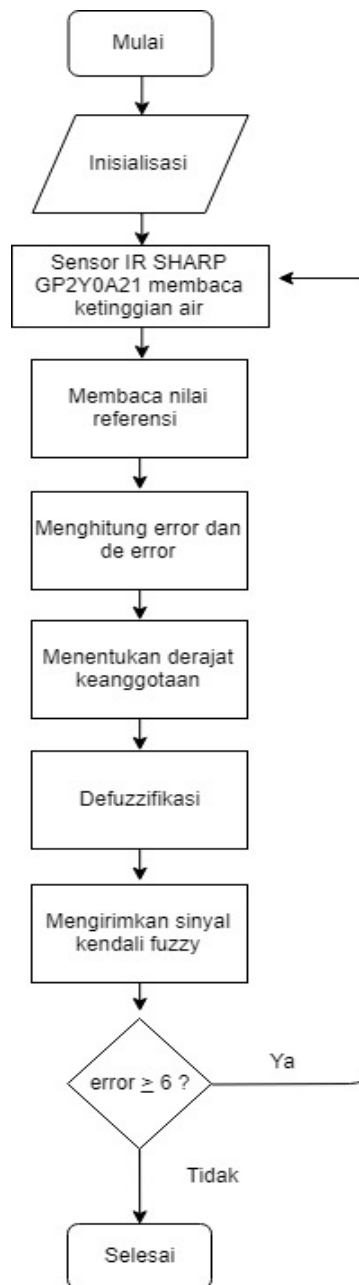 Mulai
Inisialisasi
Sensor IR SHARP
GP2Y0A21 membaca
ketinggian air
Membaca nilai
referensi
Menghitung error dan
de error
Menentukan derajat
keanggotaan
Defuzzifikasi
Mengirimkan sinyal
kendali fuzzy
error ≥ 6 ?
Ya
Tidak
Selesai